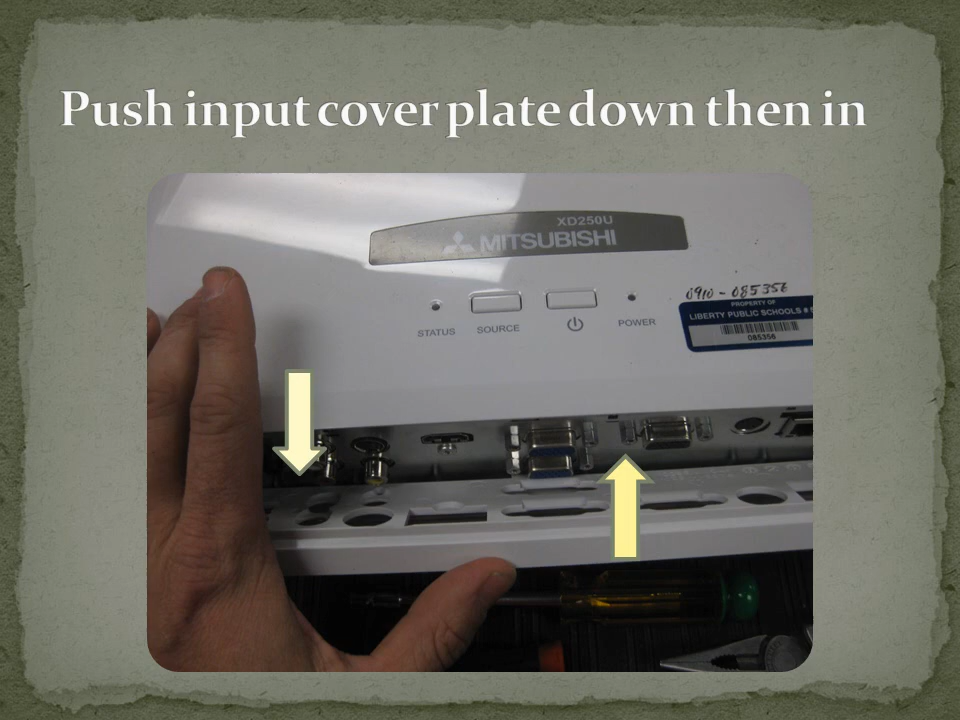 Push input cover plate down then in
XD250U
MITSUBISHI
0910-085356
PROPERTY OF
LIBERTY PUBLIC SCHOOLS #
085356
STATUS
SOURCE
POWER